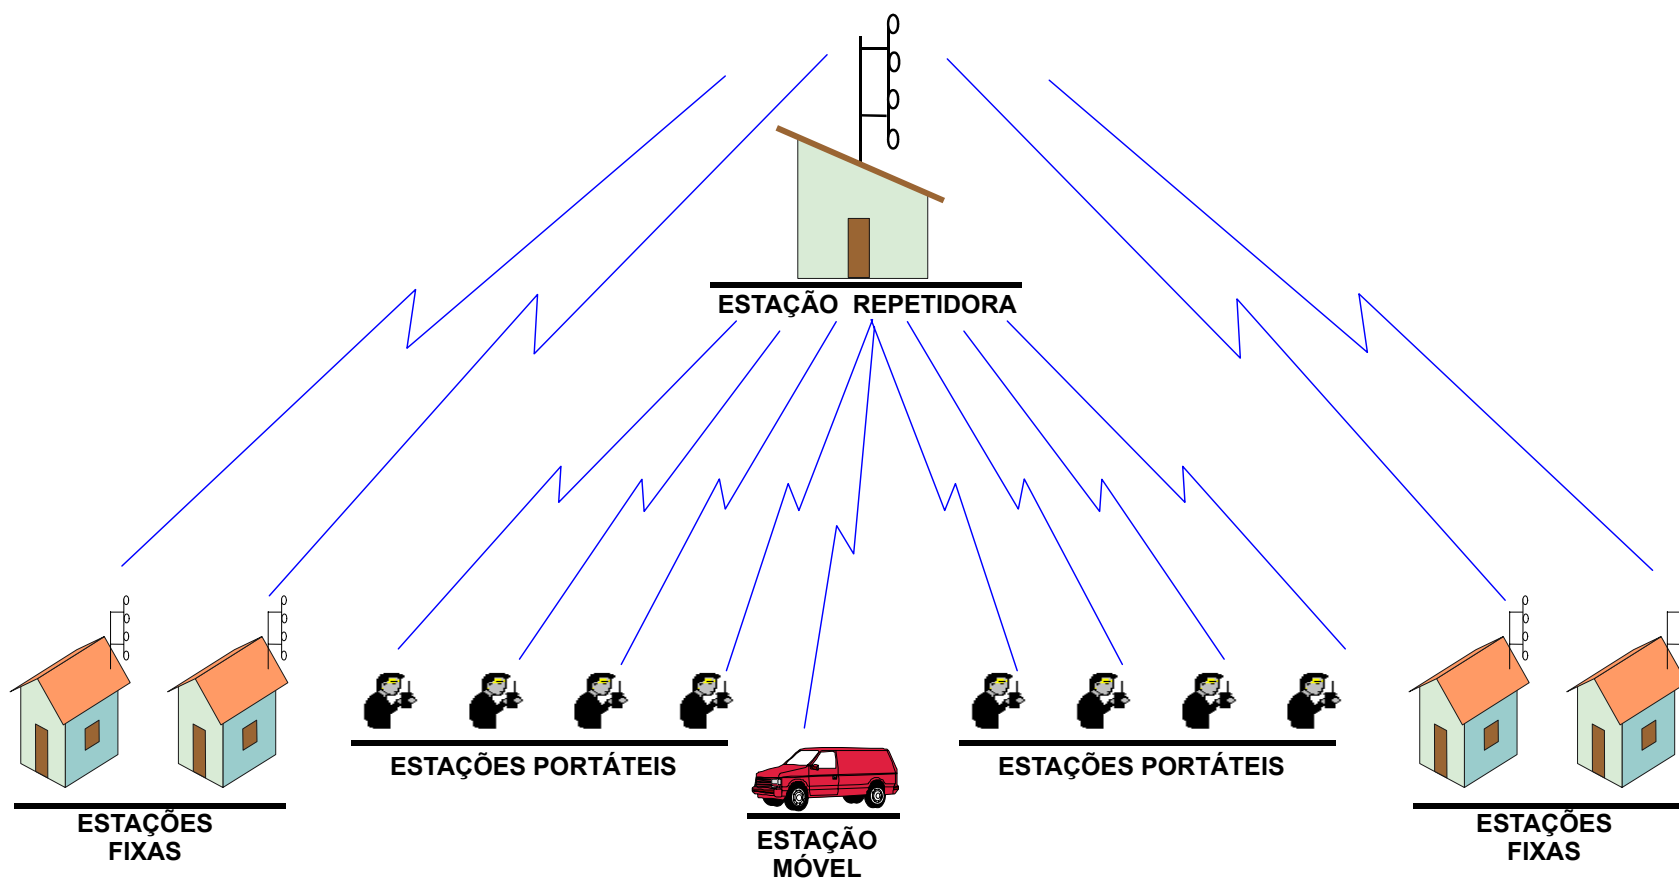 ESTAÇÃO REPETIDORA
ESTAÇÕES PORTÁTEIS
ESTAÇÕES PORTÁTEIS
ESTAÇÕES
FIXAS
ESTAÇÃO
MÓVEL
ESTAÇÕES
FIXAS